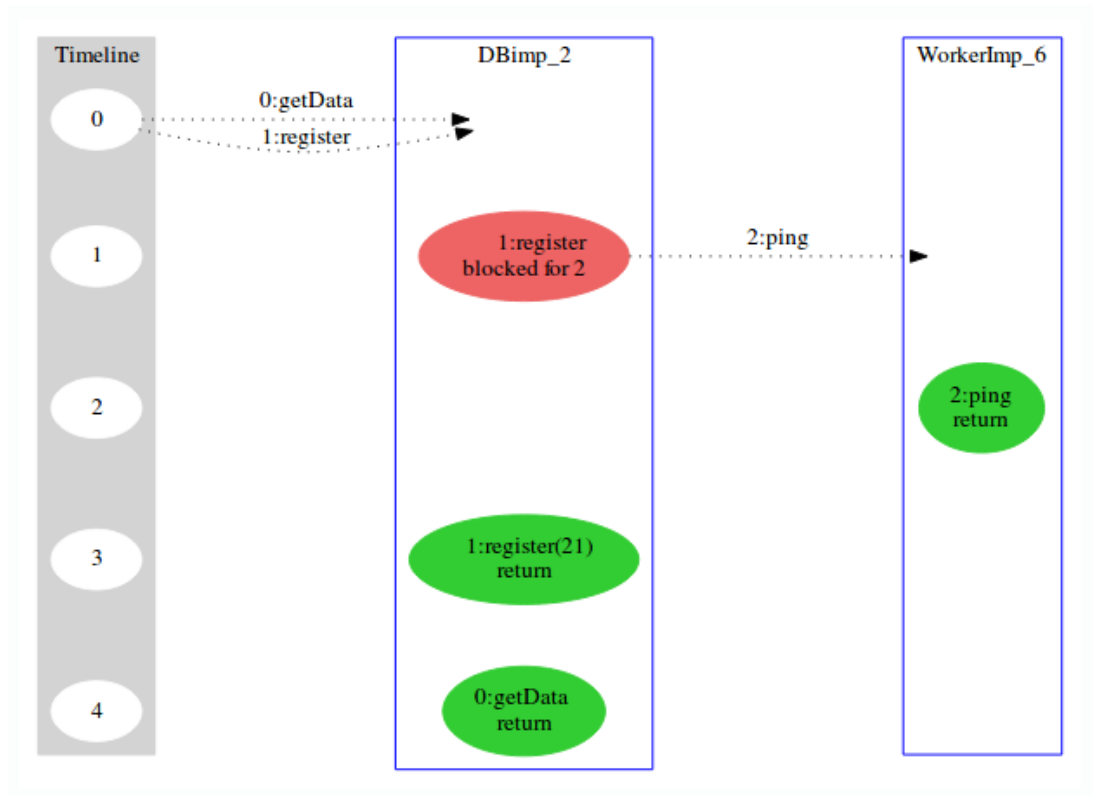 Timeline
DBimp_2
WorkerImp_6
0
0:getData
1:register
1
1:register
blocked for 2
2:ping
2
2:ping
return
3
1:register(21)
return
4
0:getData
return